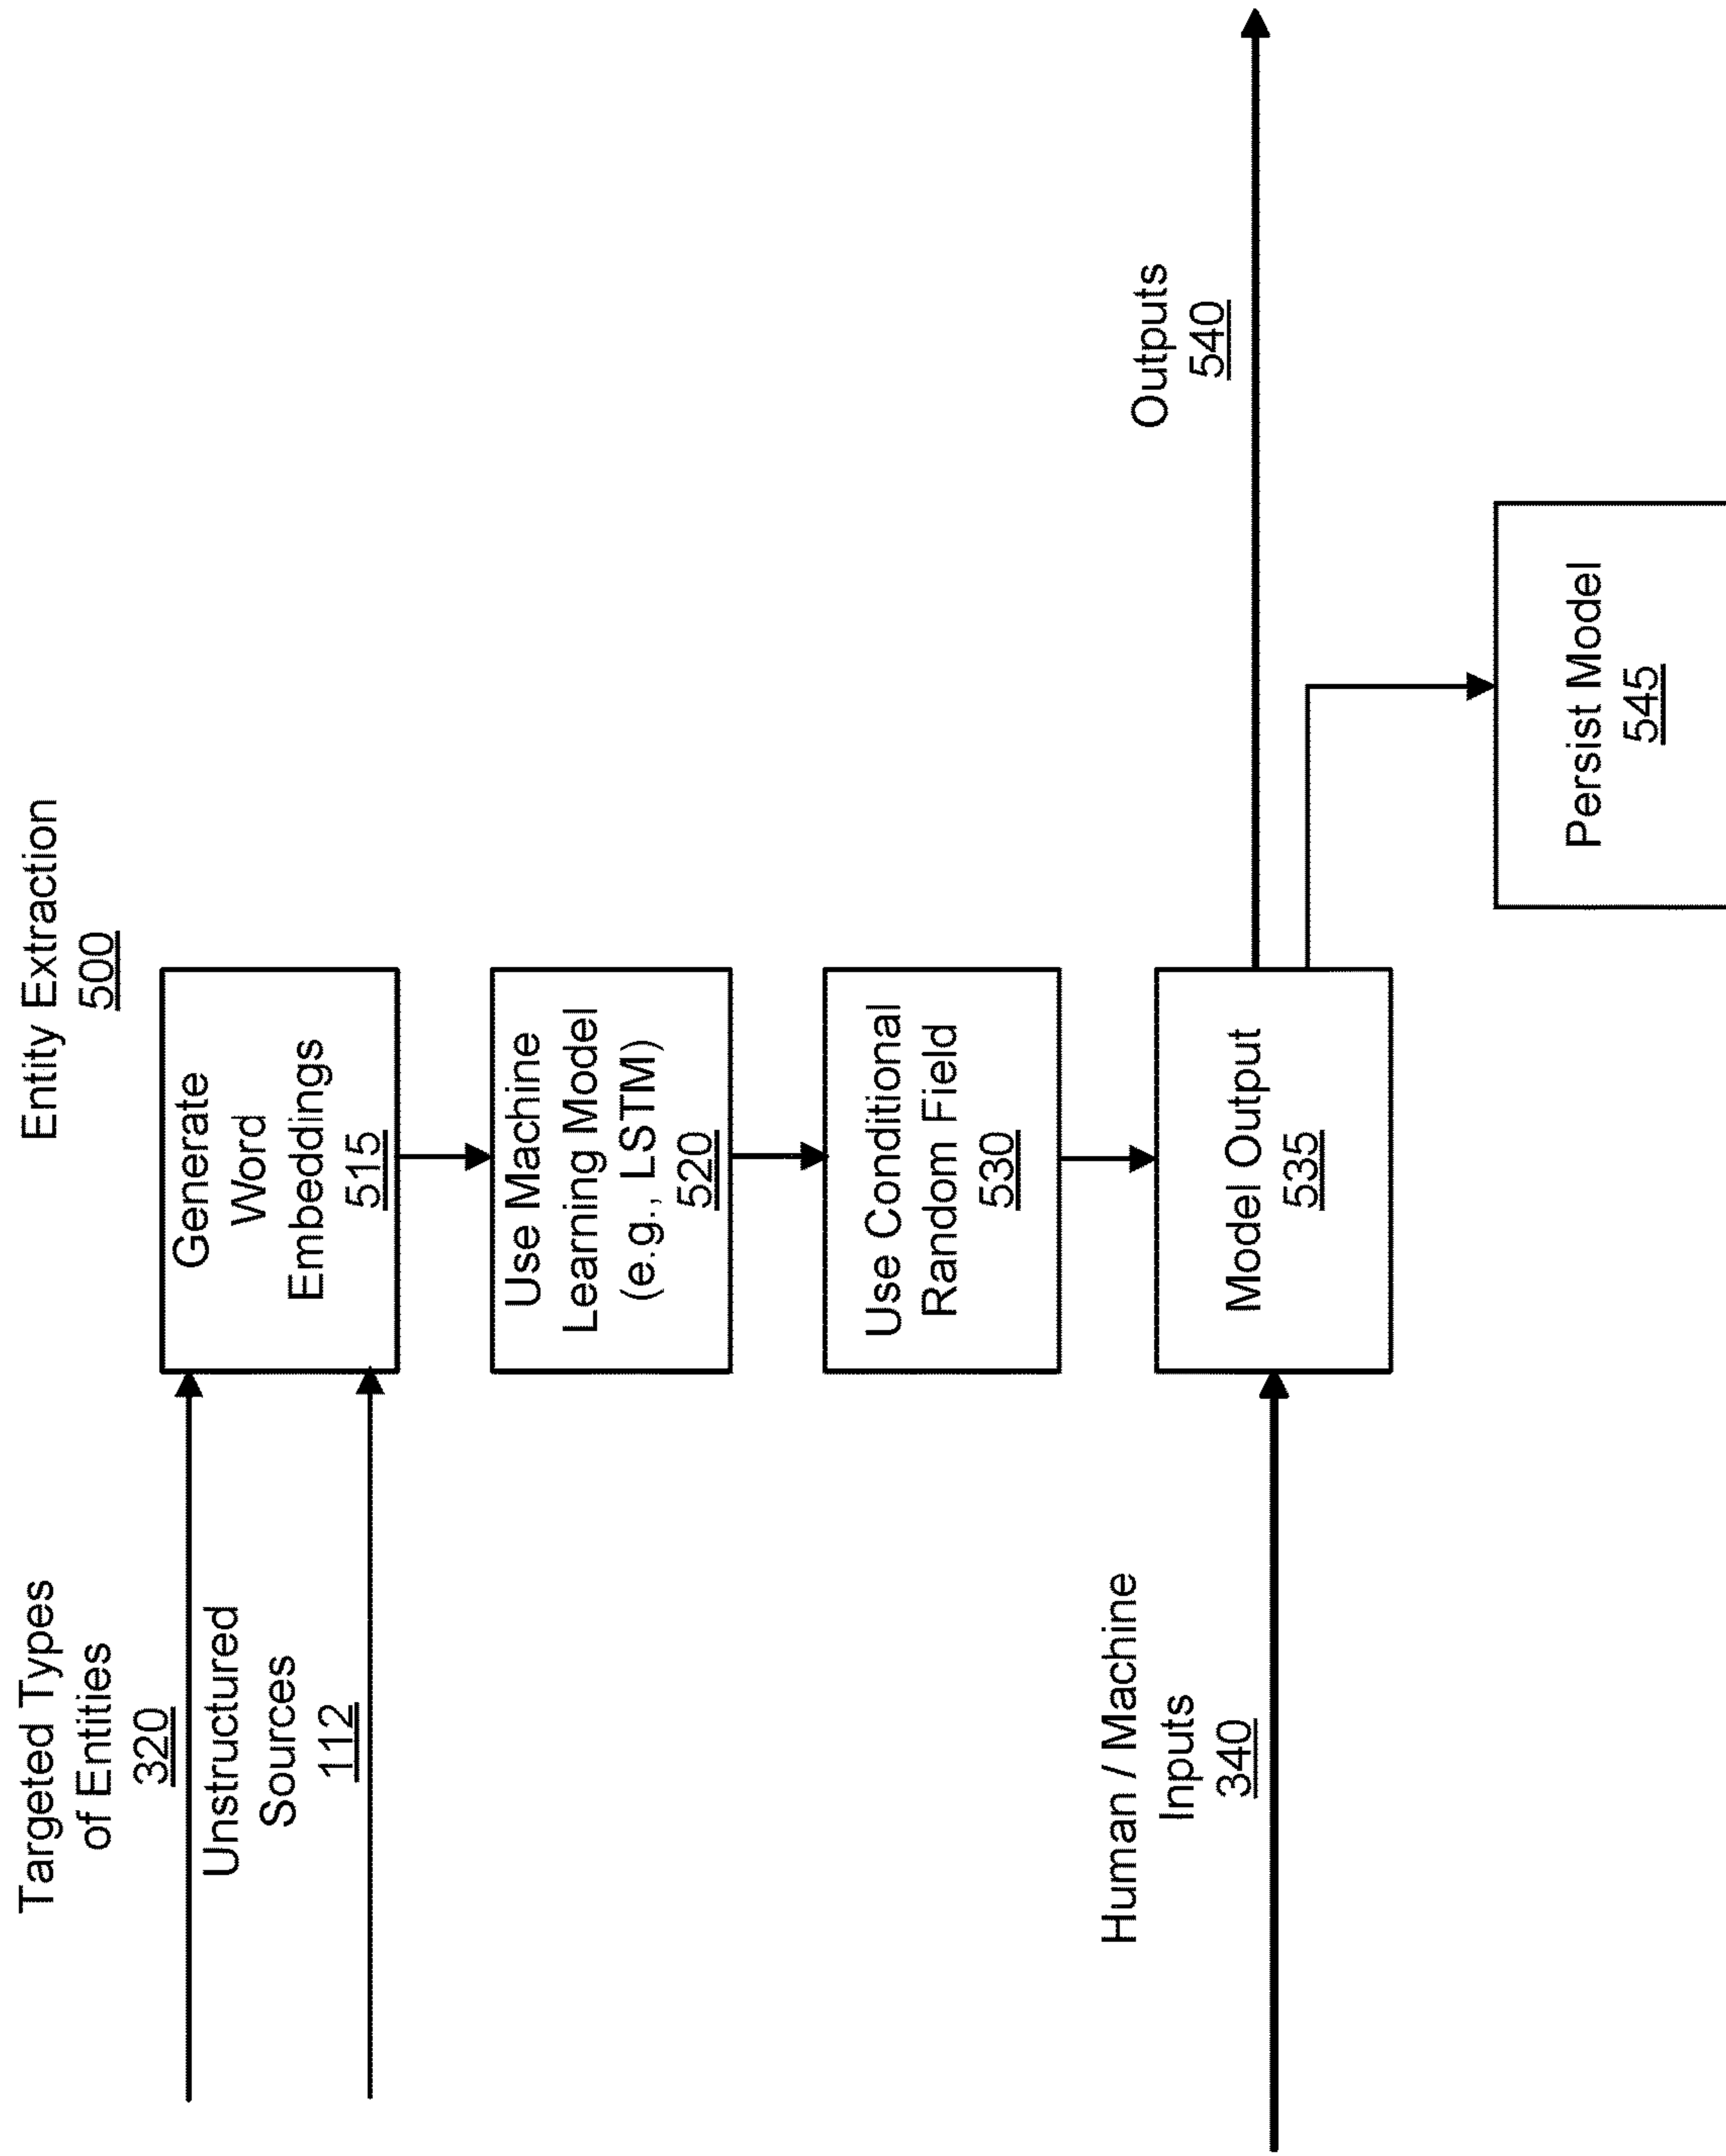 Entity Extraction
500
Targeted Types
of Entities
320
Unstructured
Sources
112
Generate
Word
Embeddings
515
Use Machine
Learning Model
(e.g., LSTM)
520
Use Conditional
Random Field
530
Human / Machine
Inputs
340
Model Output
535
Outputs
540
Persist Model
545